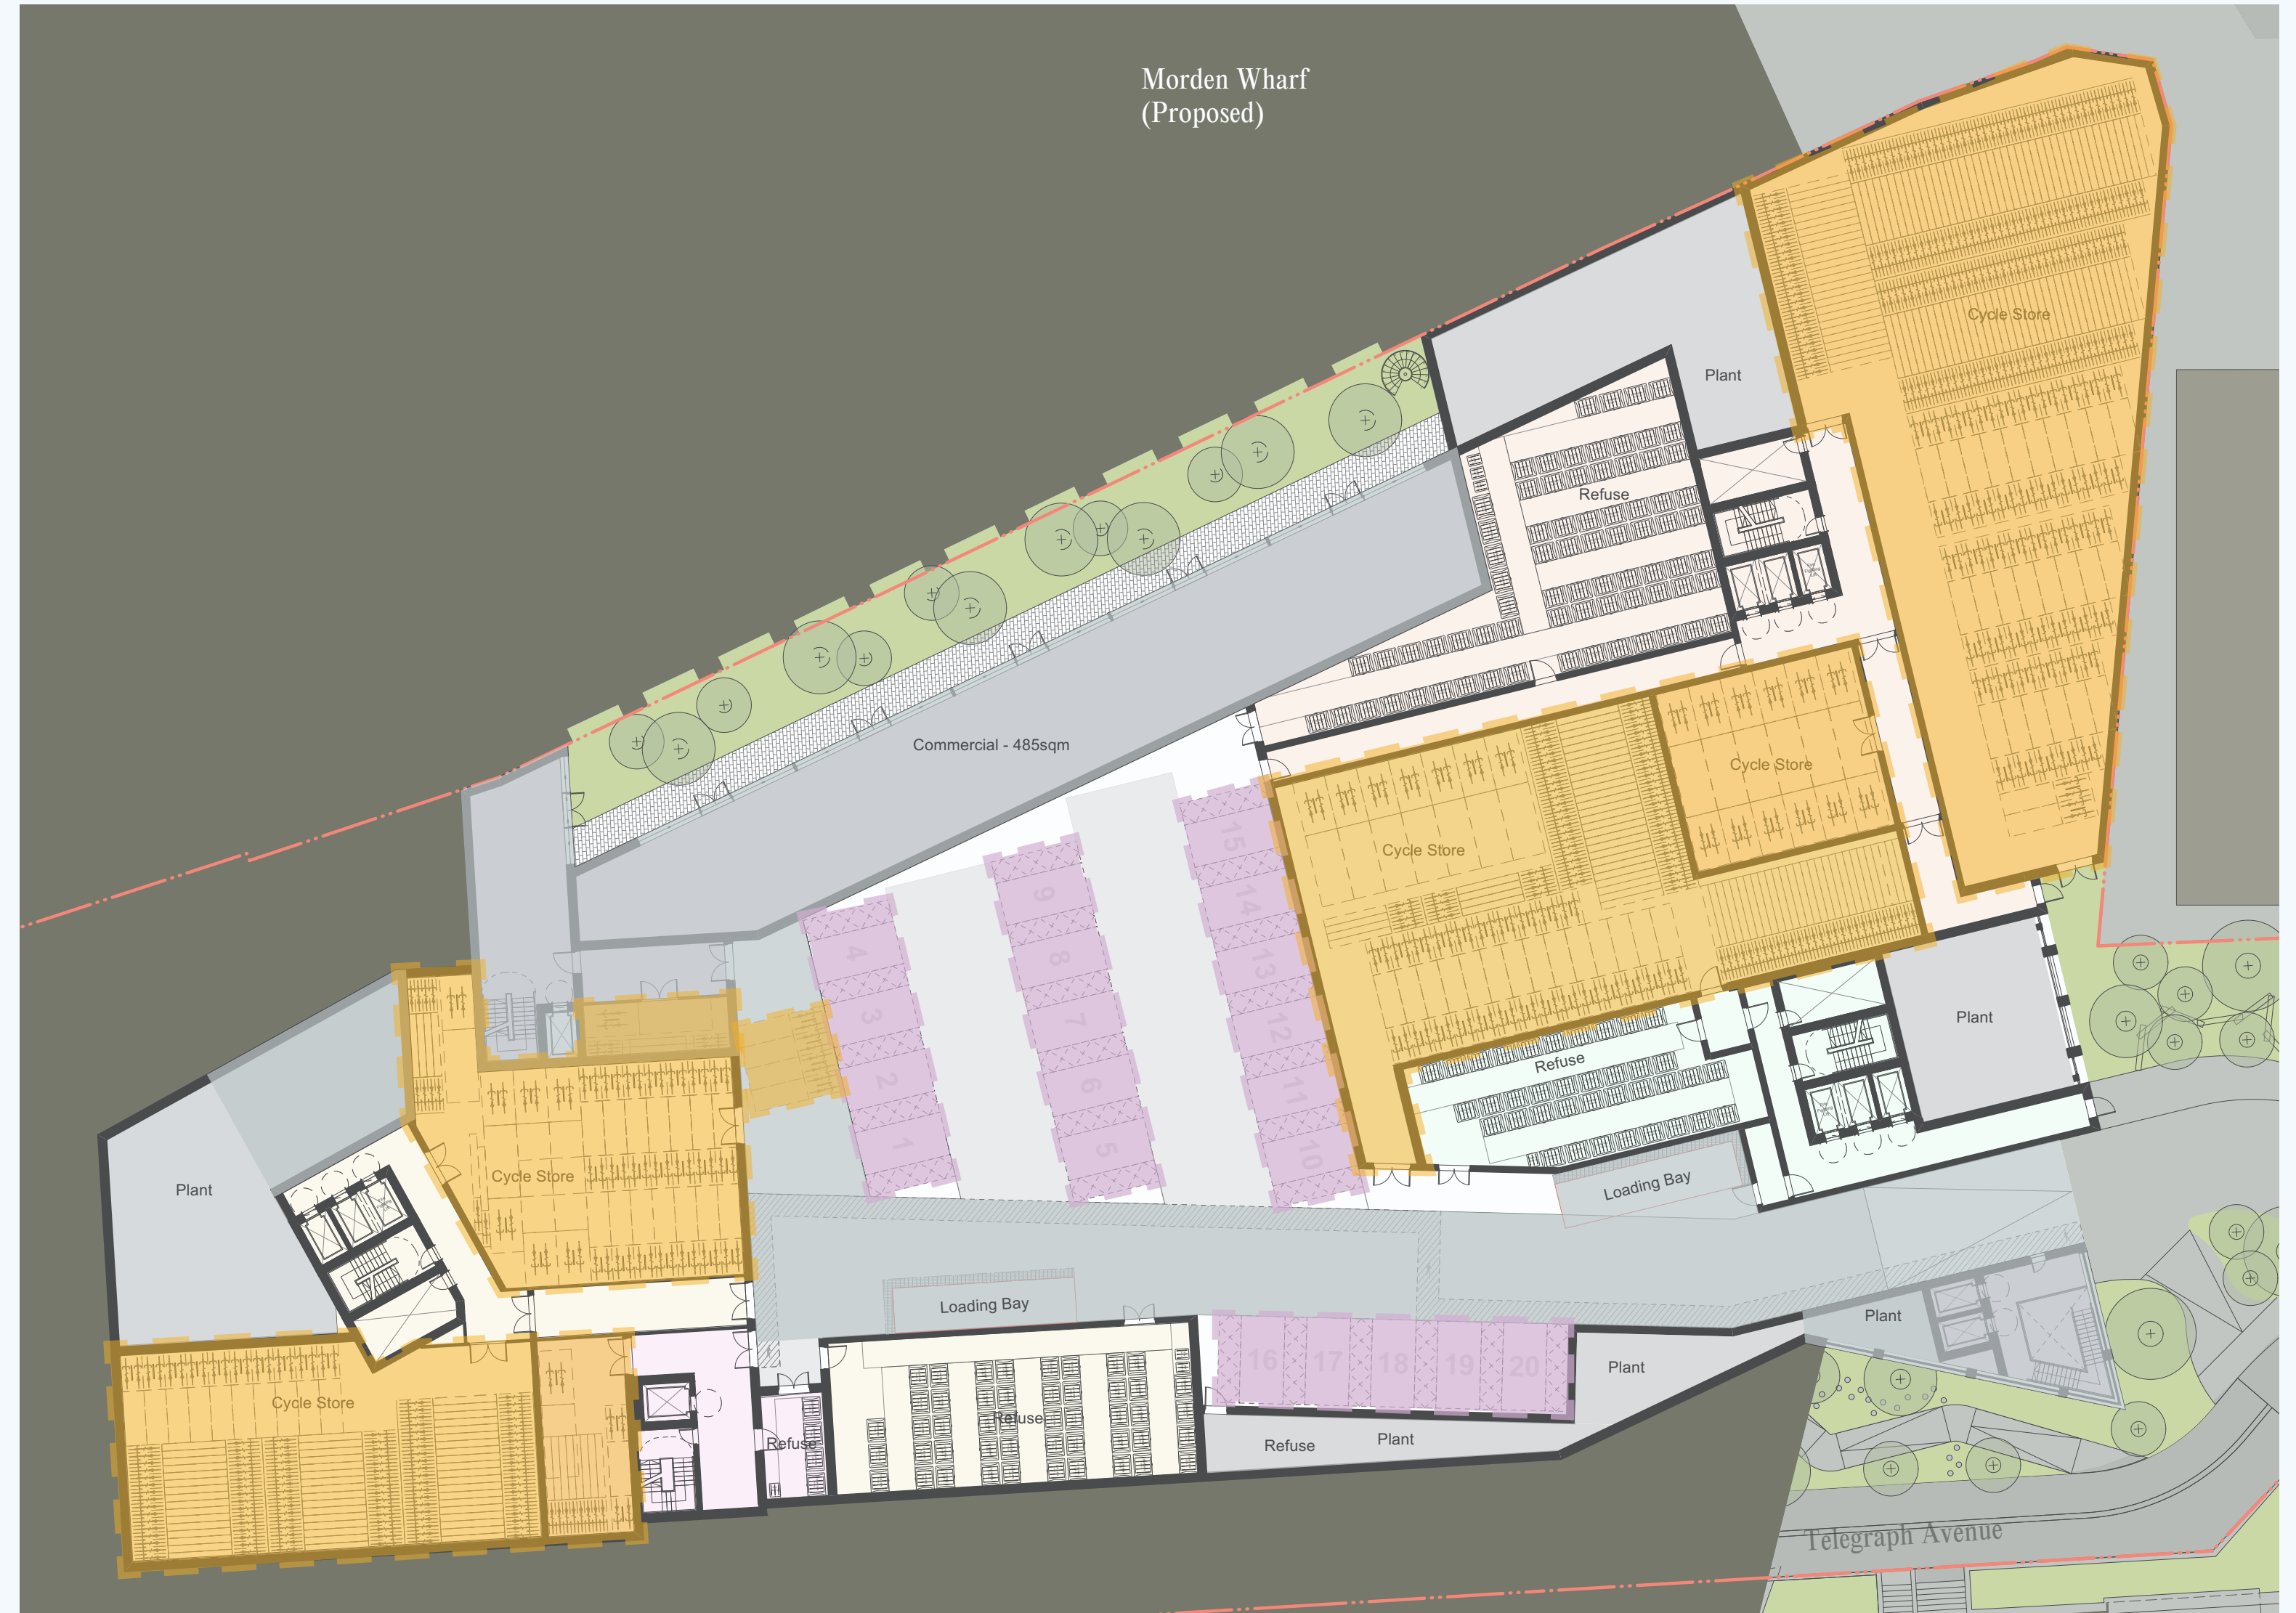 Morden Wharf
(Proposed)
Cycle Store
Plant
Refuse
Commercial - 485sqm
Cycle Store
Cycle Store
15
14
13
12
11
10
9
8
7
6
5
4
3
2
1
Plant
Refuse
Loading Bay
Cycle Store
Plant
Loading Bay
Plant
16 17 18 19 20
Plant
Cycle Store
Refuse
Refuse
Refuse
Plant
Telegraph Avenue